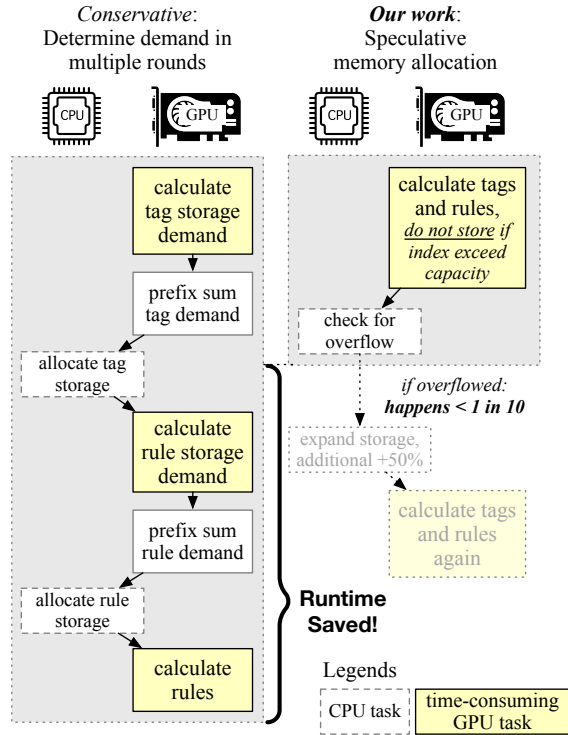 Conservative:
Determine demand in
multiple rounds
CPU
GPU
calculate
tag storage
demand
prefix sum
tag demand
allocate tag
storage
calculate
rule storage
demand
prefix sum
rule demand
allocate rule
storage
calculate
rules
Our work:
Speculative
memory allocation
CPU
GPU
calculate tags
and rules,
do not store if
index exceed
capacity
check for
overflow
if overflowed:
happens < 1 in 10
expand storage,
additional +50%
calculate tags
and rules
again
Runtime
Saved!
Legends
CPU task
time-consuming
GPU task